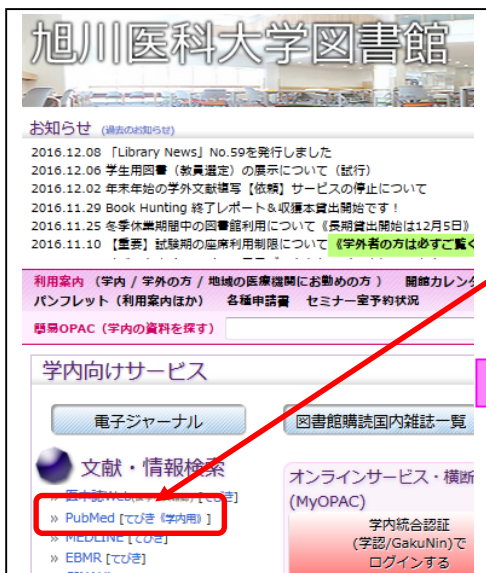 旭川医科大学図書館
お知らせ (過去のお知らせ)
2016.12.08 「Library News」No.59を発行しました
2016.12.06 学生用図書（教員選定）の展示について（試行）
2016.12.02 年末年始の学外文献複写【依頼】サービスの停止について
2016.11.29 Book Hunting 終了レポート＆収獲本貸出開始です！
2016.11.25 冬季休業期間中の図書館利用について《長期貸出開始は12月5日》
2016.11.10 【重要】試験期の座席利用制限について《学外者の方は必ずご覧く
利用案内 （学内 / 学外の方 / 地域の医療機関にお勤めの方 ） 開館カレン
パンフレット（利用案内ほか） 各種申請書 セミナー室予約状況
簡易OPAC（学内の資料を探す）
学内向けサービス
電子ジャーナル
図書館購読国内雑誌一覧
文献・情報検索
» 医中誌Web [てびき]
» PubMed [てびき《学内用》]
» MEDLINE [てびき]
» EBMR [てびき]
オンラインサービス・横断
(MyOPAC)
学内統合認証
(学認/GakuNin)で
ログインする